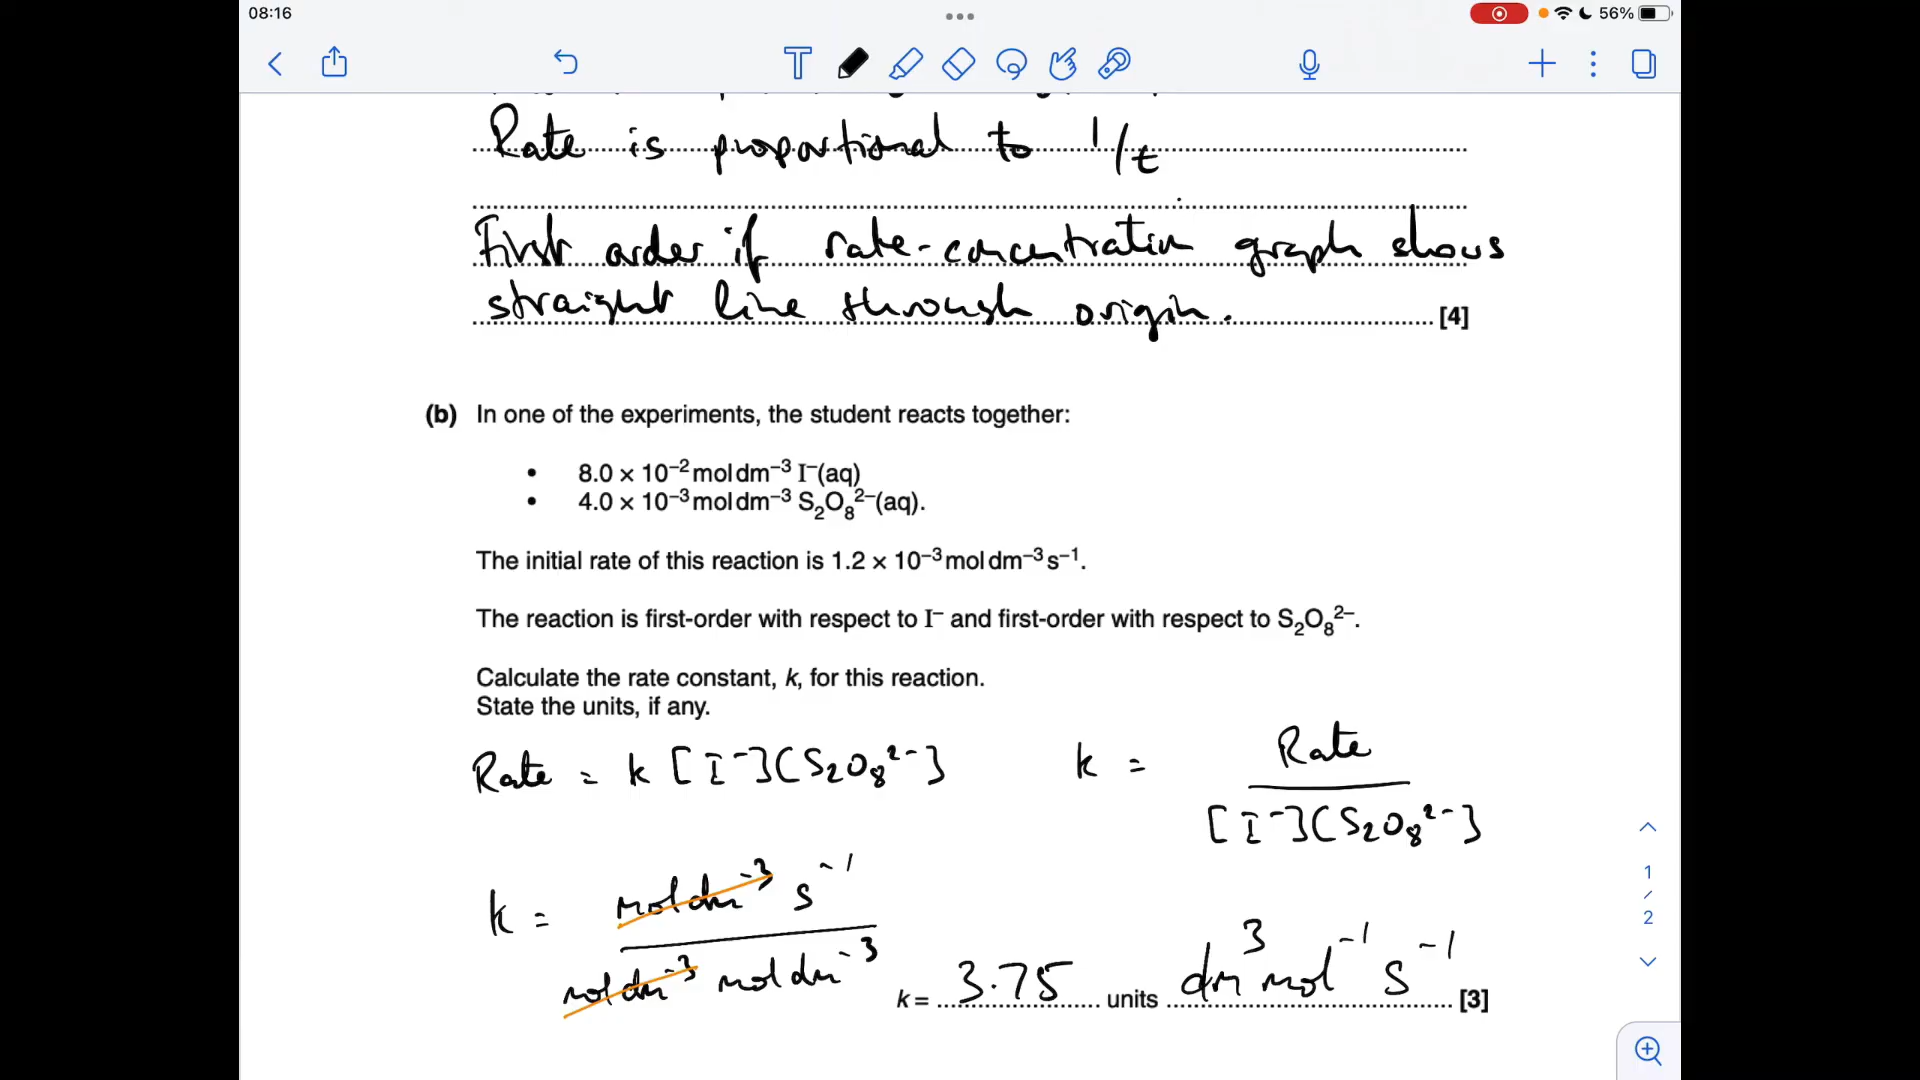 08:16
56%
Rate is proportional to 1/t
First order if rate-concentration graph shows
straight line through origin. [4]
(b) In one of the experiments, the student reacts together:
• 8.0 × 10⁻² mol dm⁻³ I⁻(aq)
• 4.0 × 10⁻³ mol dm⁻³ S₂O₈²⁻(aq).
The initial rate of this reaction is 1.2 × 10⁻³ mol dm⁻³ s⁻¹.
The reaction is first-order with respect to I⁻ and first-order with respect to S₂O₈²⁻.
Calculate the rate constant, k, for this reaction.
State the units, if any.
Rate = k [I⁻](S₂O₈²⁻]
k = Rate
[I⁻](S₂O₈²⁻]
k = mol dm⁻³ s⁻¹
mol dm⁻³ mol dm⁻³
k = 3.75 units dm³ mol⁻¹ s⁻¹ [3]
1
/
2